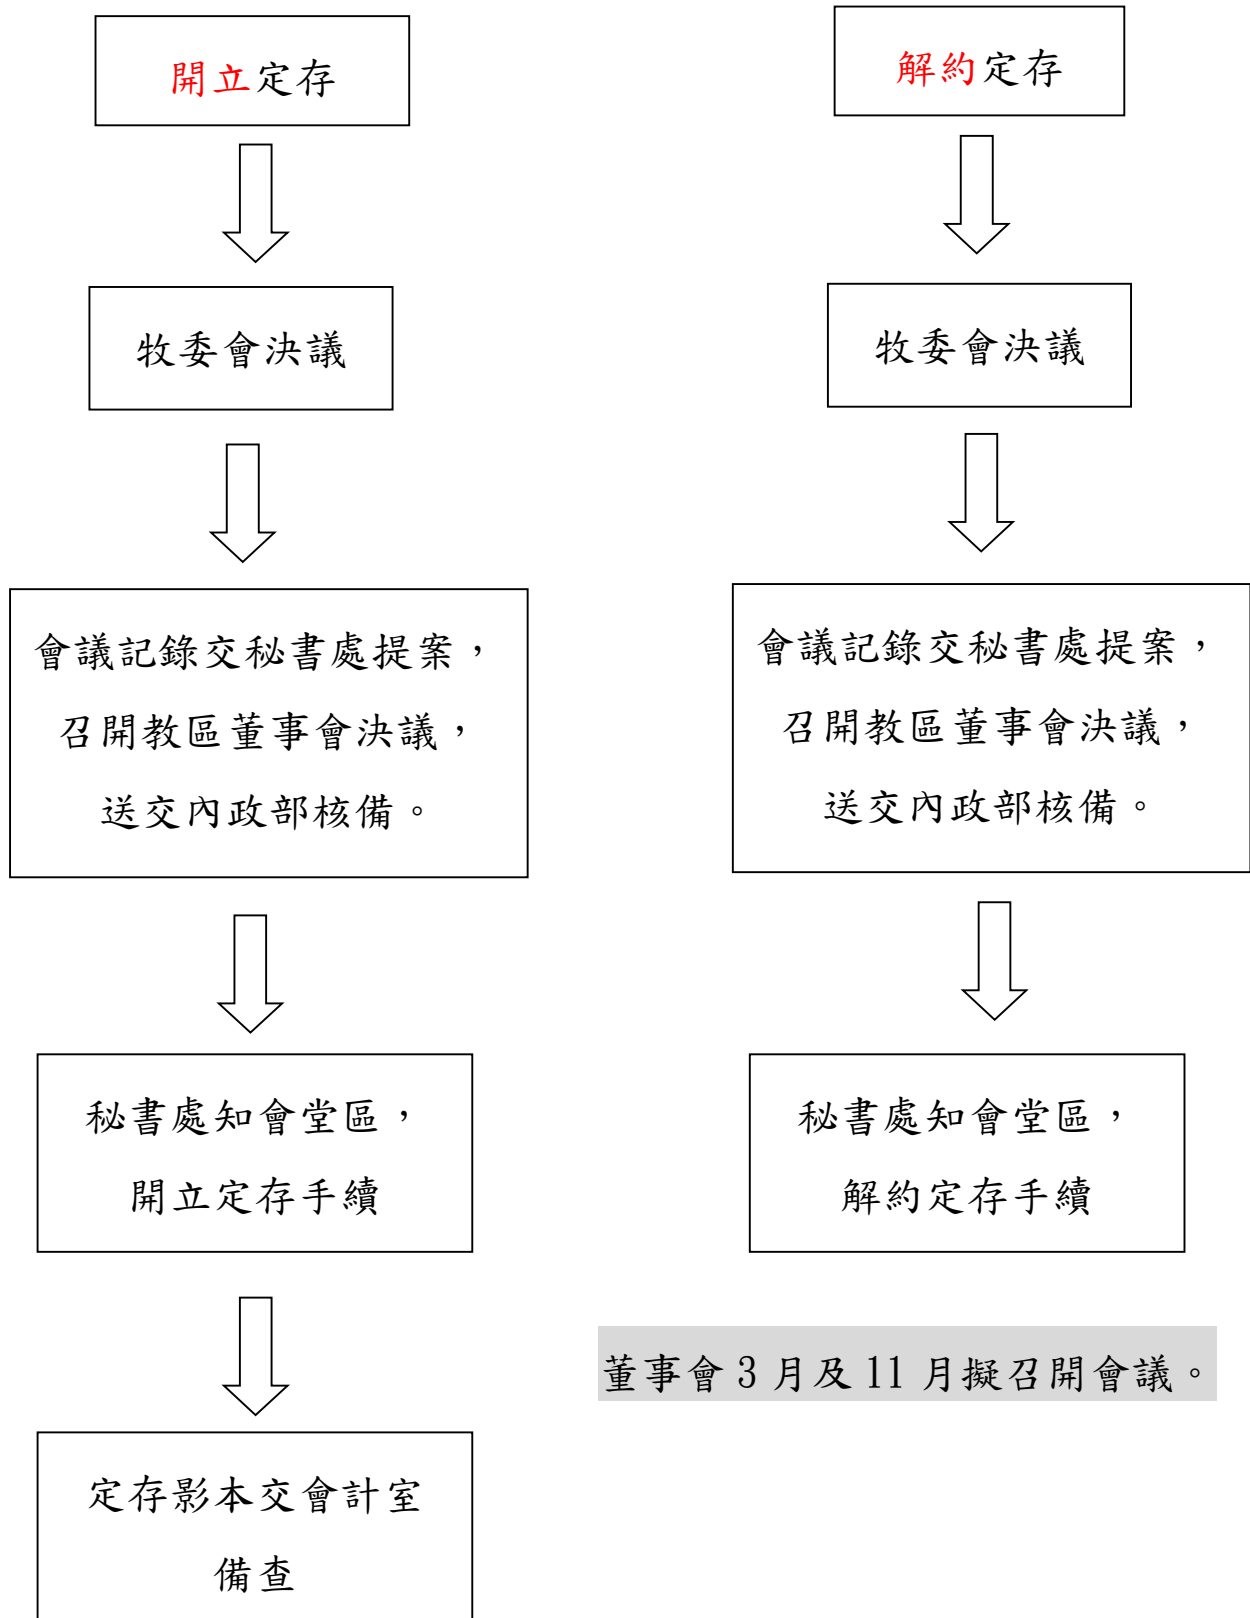 開立定存
牧委會決議
會議記錄交秘書處提案，
召開教區董事會決議，
送交內政部核備。
秘書處知會堂區，
開立定存手續
定存影本交會計室
備查
解約定存
牧委會決議
會議記錄交秘書處提案，
召開教區董事會決議，
送交內政部核備。
秘書處知會堂區，
解約定存手續
董事會 3 月及 11 月擬召開會議。